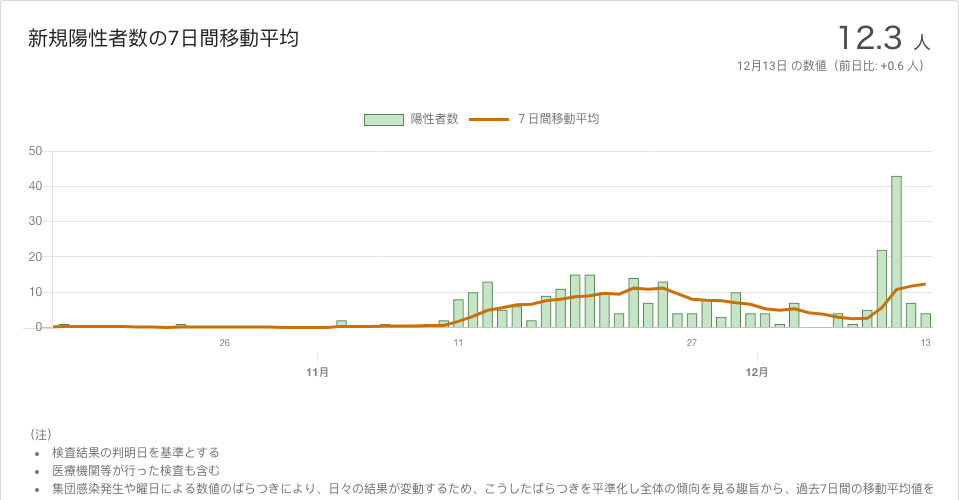 新規陽性者数の7日間移動平均
12.3 人
12月13日 の数値（前日比: +0.6 人）
陽性者数 7 日間移動平均
50
40
30
20
10
0
26 11 27 13
11月 12月
（注）
• 検査結果の判明日を基準とする
• 医療機関等が行った検査も含む
• 集団感染発生や曜日による数値のばらつきにより、日々の結果が変動するため、こうしたばらつきを平準化し全体の傾向を見る趣旨から、過去7日間の移動平均値を